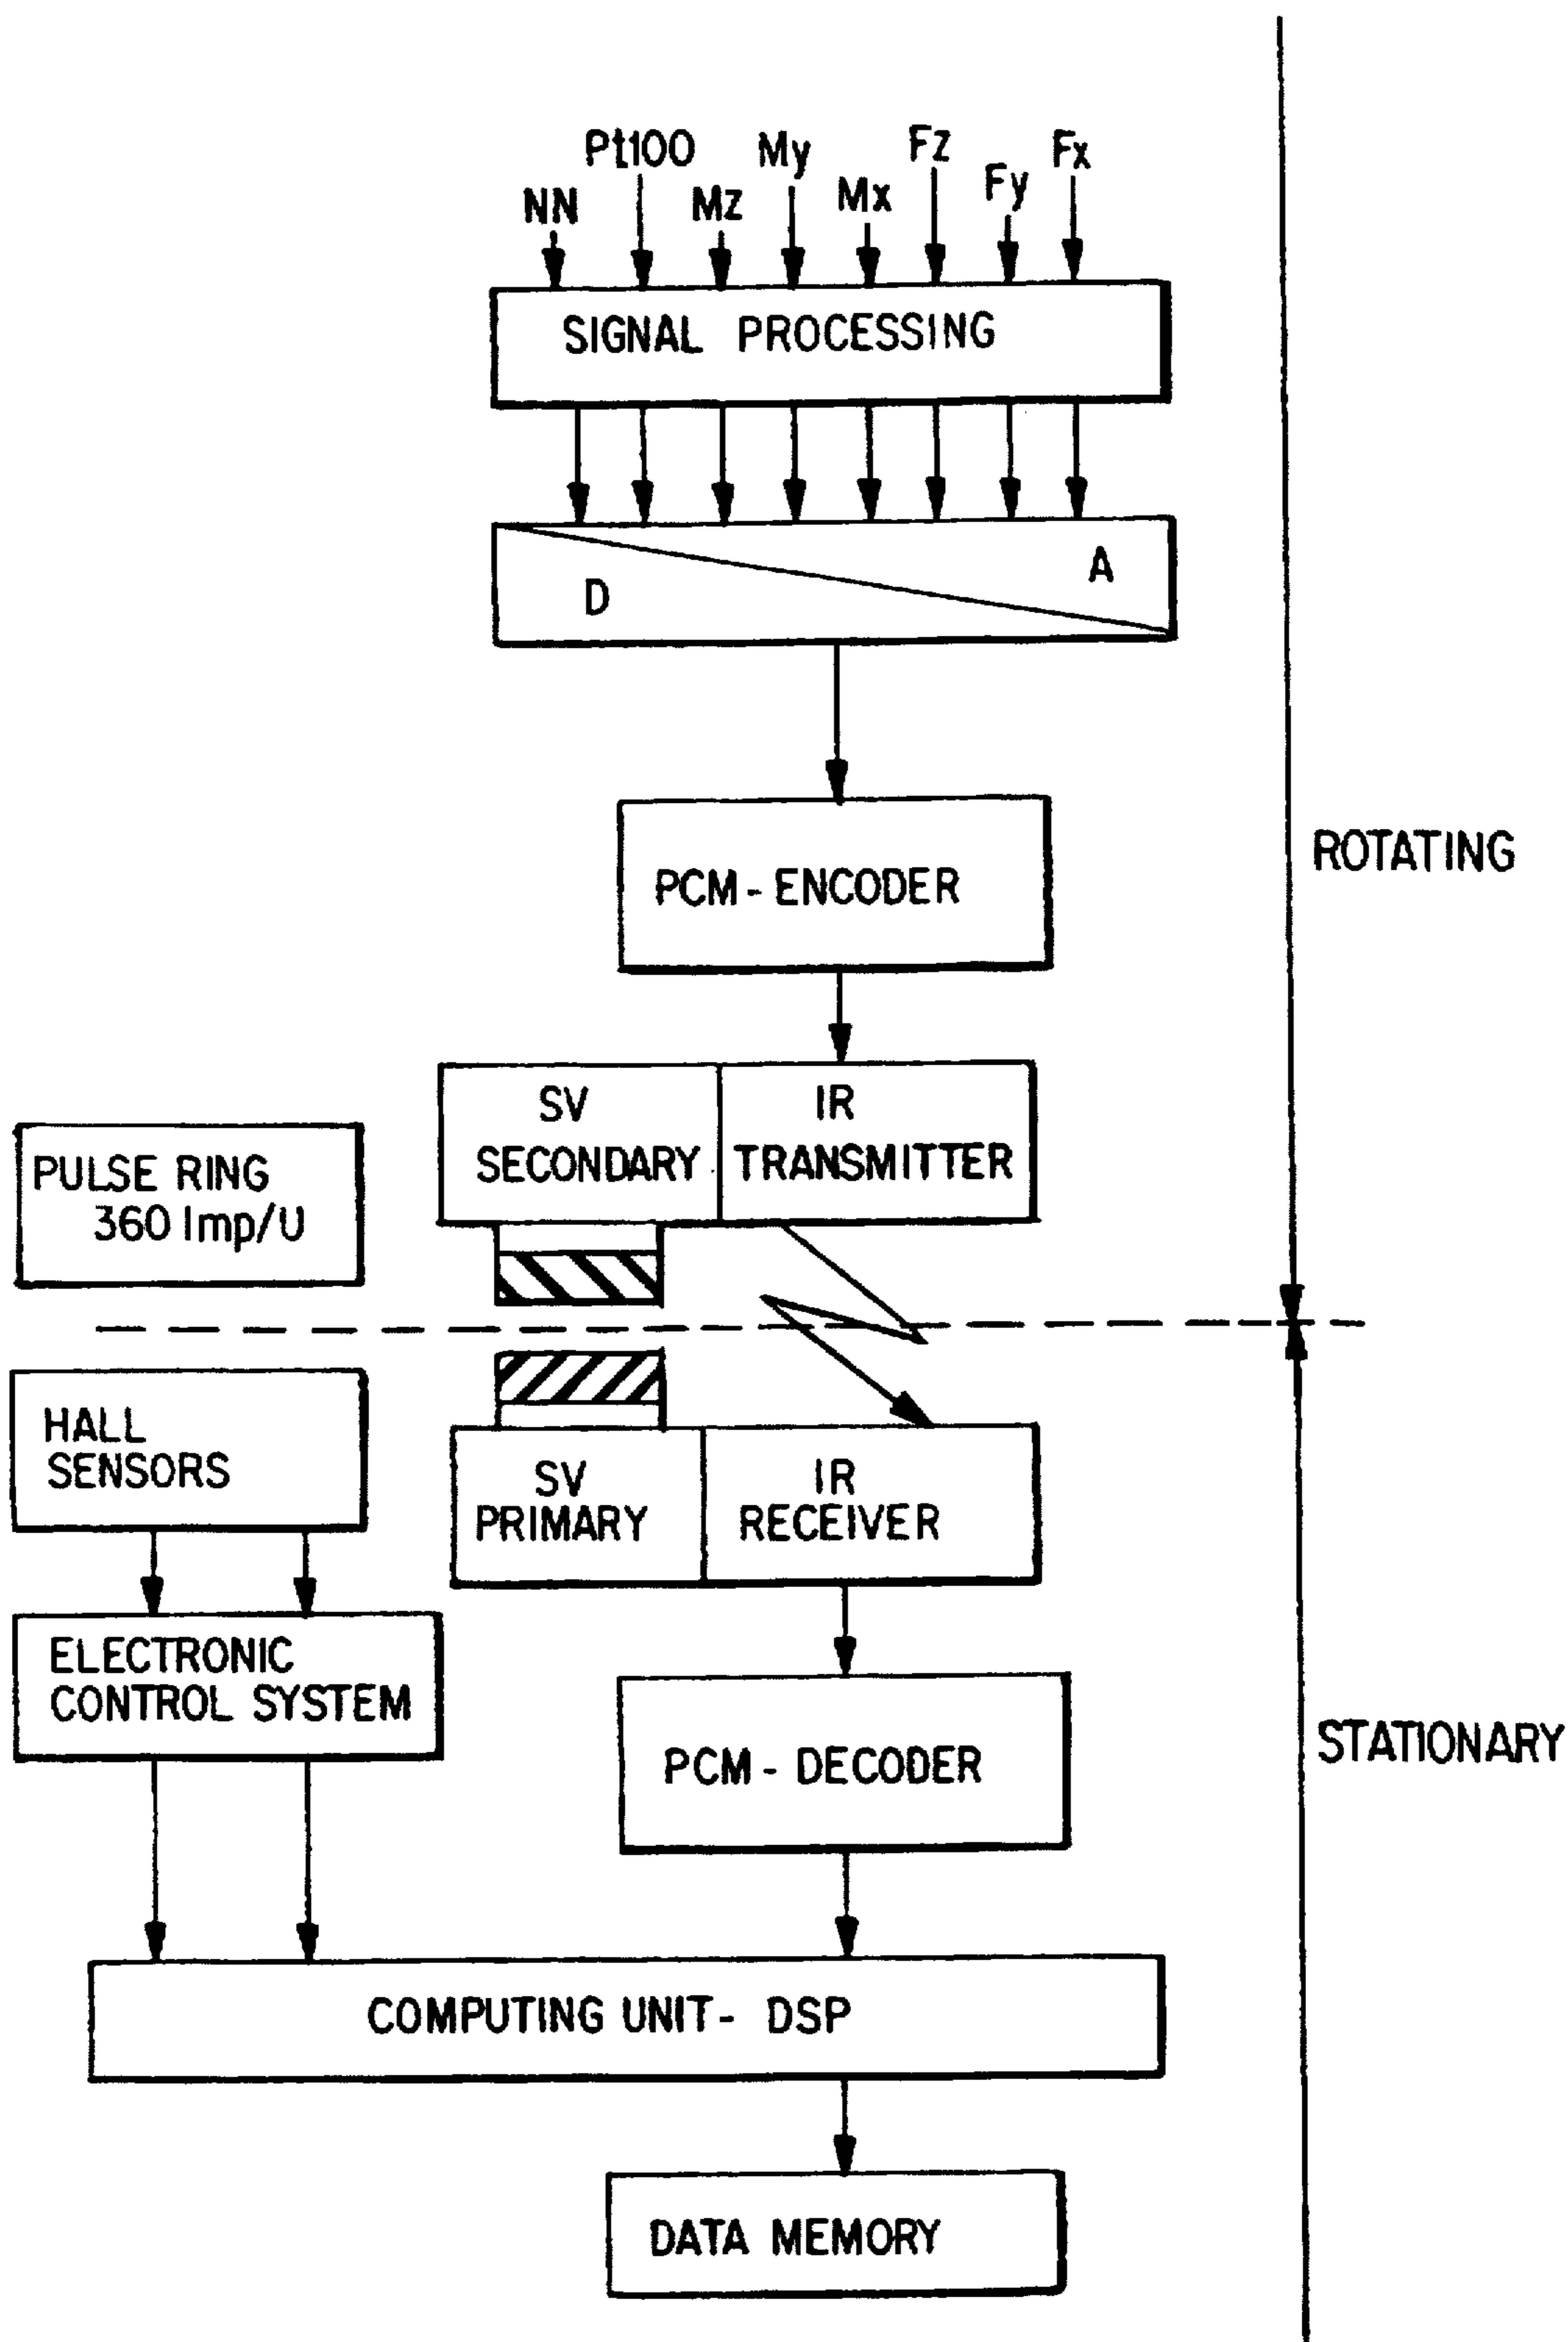 NN Pt100 Mz My Mx Fz Fy Fx
SIGNAL PROCESSING
D A
PCM - ENCODER
ROTATING
SV
SECONDARY
IR
TRANSMITTER
PULSE RING
360 Imp/U
HALL
SENSORS
SV
PRIMARY
IR
RECEIVER
ELECTRONIC
CONTROL SYSTEM
PCM - DECODER
STATIONARY
COMPUTING UNIT - DSP
DATA MEMORY